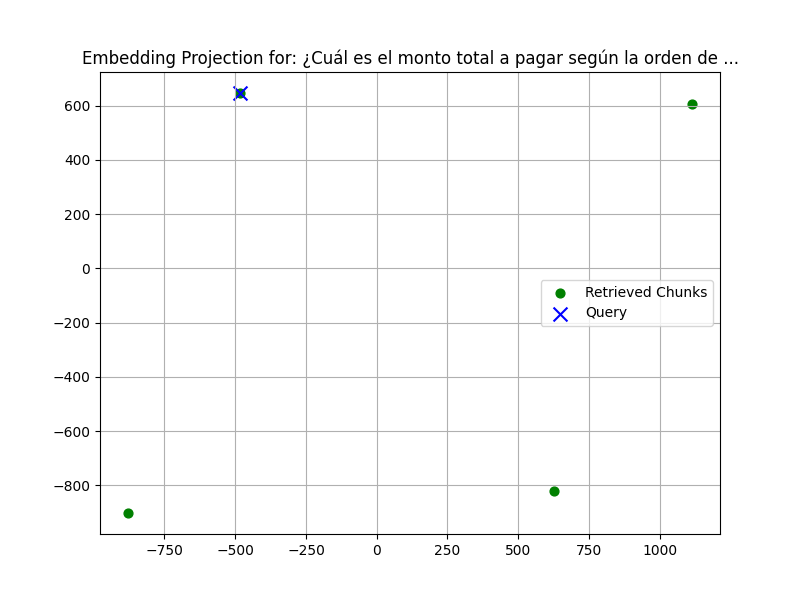 Embedding Projection for: ¿Cuál es el monto total a pagar según la orden de ...
600
400
200
0
−200
−400
−600
−800
Retrieved Chunks
Query
−750 −500 −250 0 250 500 750 1000